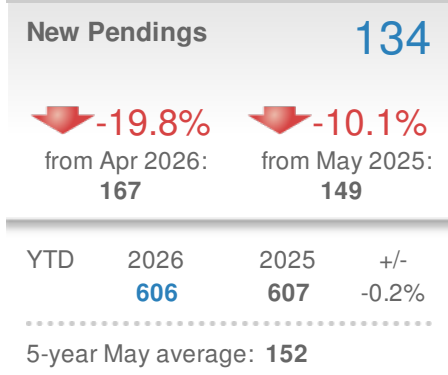 New Pendings 134
-19.8% -10.1%
from Apr 2026: from May 2025:
167 149
YTD 2026 2025 +/-
606 607 -0.2%
5-year May average: 152